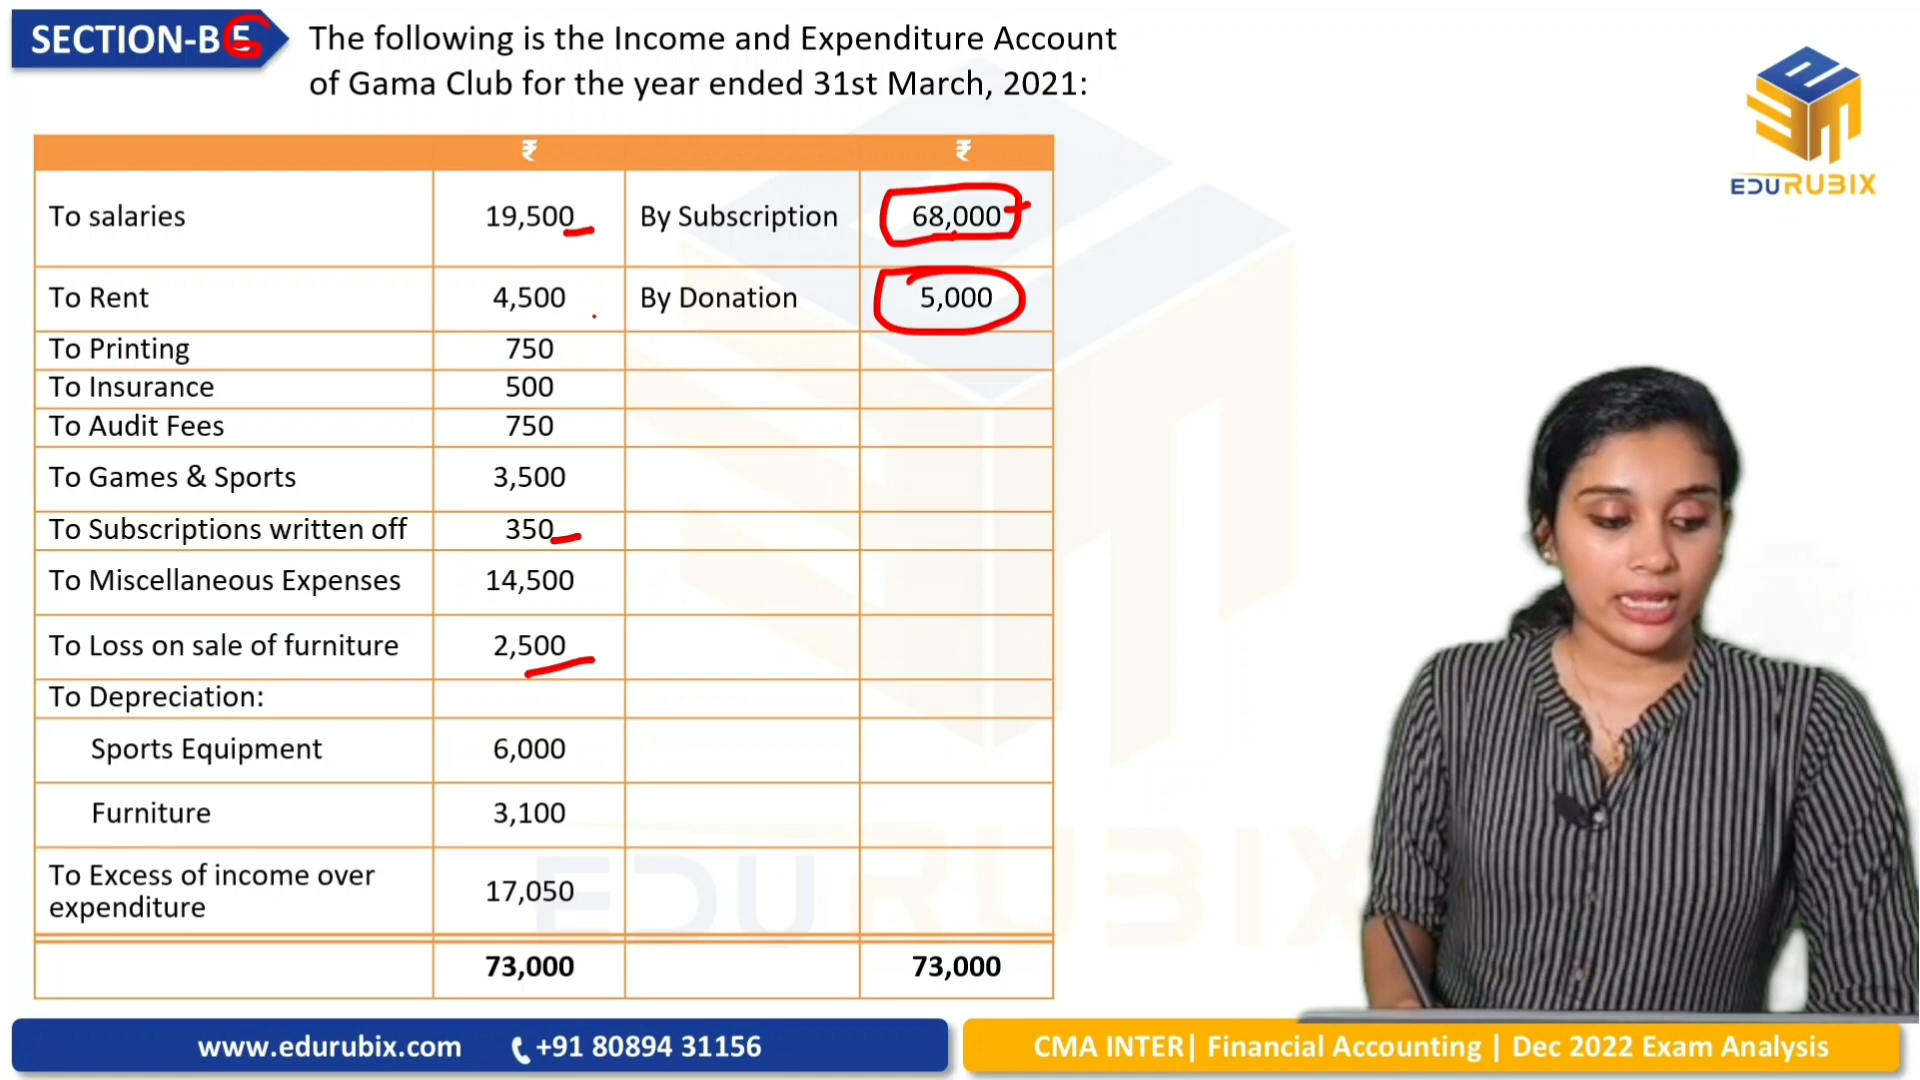 SECTION-B 5
The following is the Income and Expenditure Account
of Gama Club for the year ended 31st March, 2021:
EDURUBIX
₹ ₹
To salaries 19,500 By Subscription 68,000
To Rent 4,500 By Donation 5,000
To Printing 750
To Insurance 500
To Audit Fees 750
To Games & Sports 3,500
To Subscriptions written off 350
To Miscellaneous Expenses 14,500
To Loss on sale of furniture 2,500
To Depreciation:
Sports Equipment 6,000
Furniture 3,100
To Excess of income over
expenditure 17,050
73,000 73,000
EDURUBIX
www.edurubix.com +91 80894 31156
CMA INTER| Financial Accounting | Dec 2022 Exam Analysis